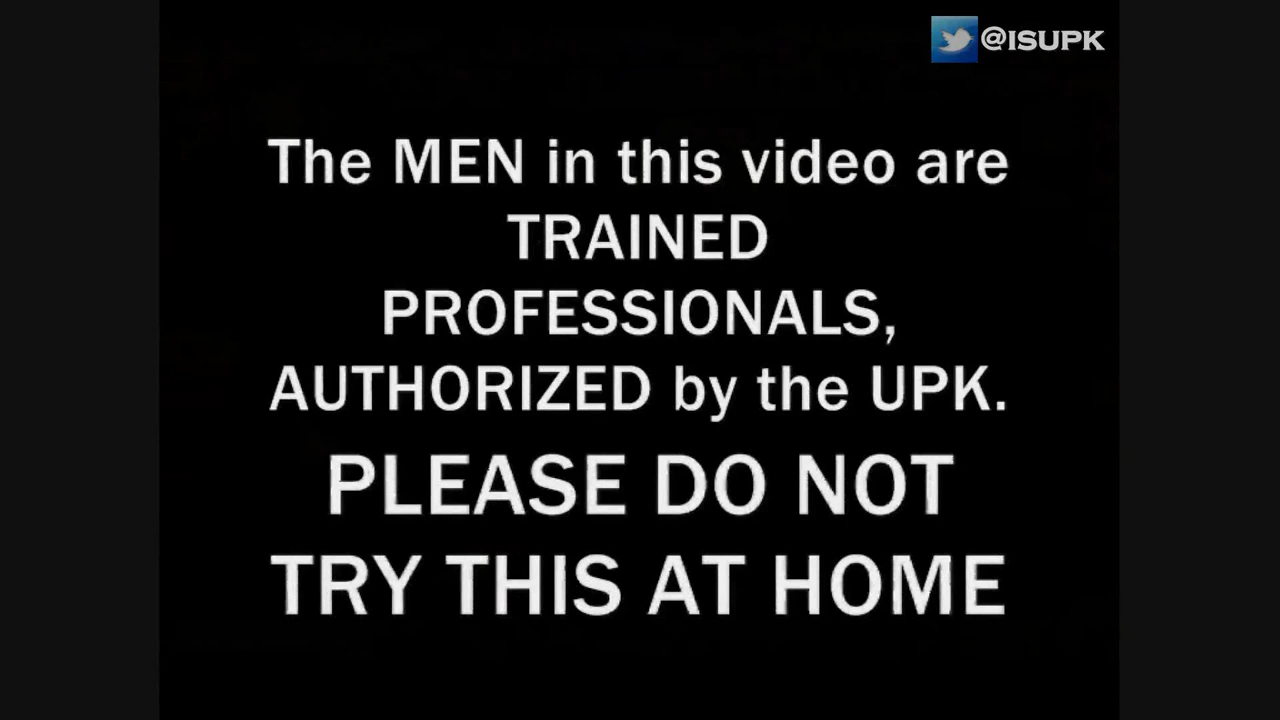 @ISUPK
The MEN in this video are
TRAINED
PROFESSIONALS,
AUTHORIZED by the UPK.
PLEASE DO NOT
TRY THIS AT HOME